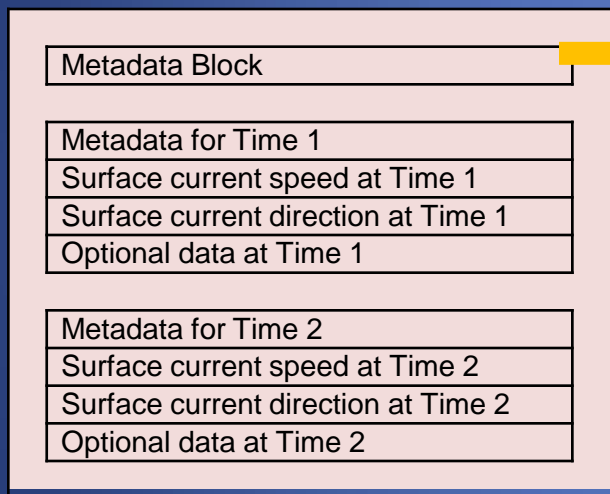 Metadata Block
Metadata for Time 1
Surface current speed at Time 1
Surface current direction at Time 1
Optional data at Time 1
Metadata for Time 2
Surface current speed at Time 2
Surface current direction at Time 2
Optional data at Time 2